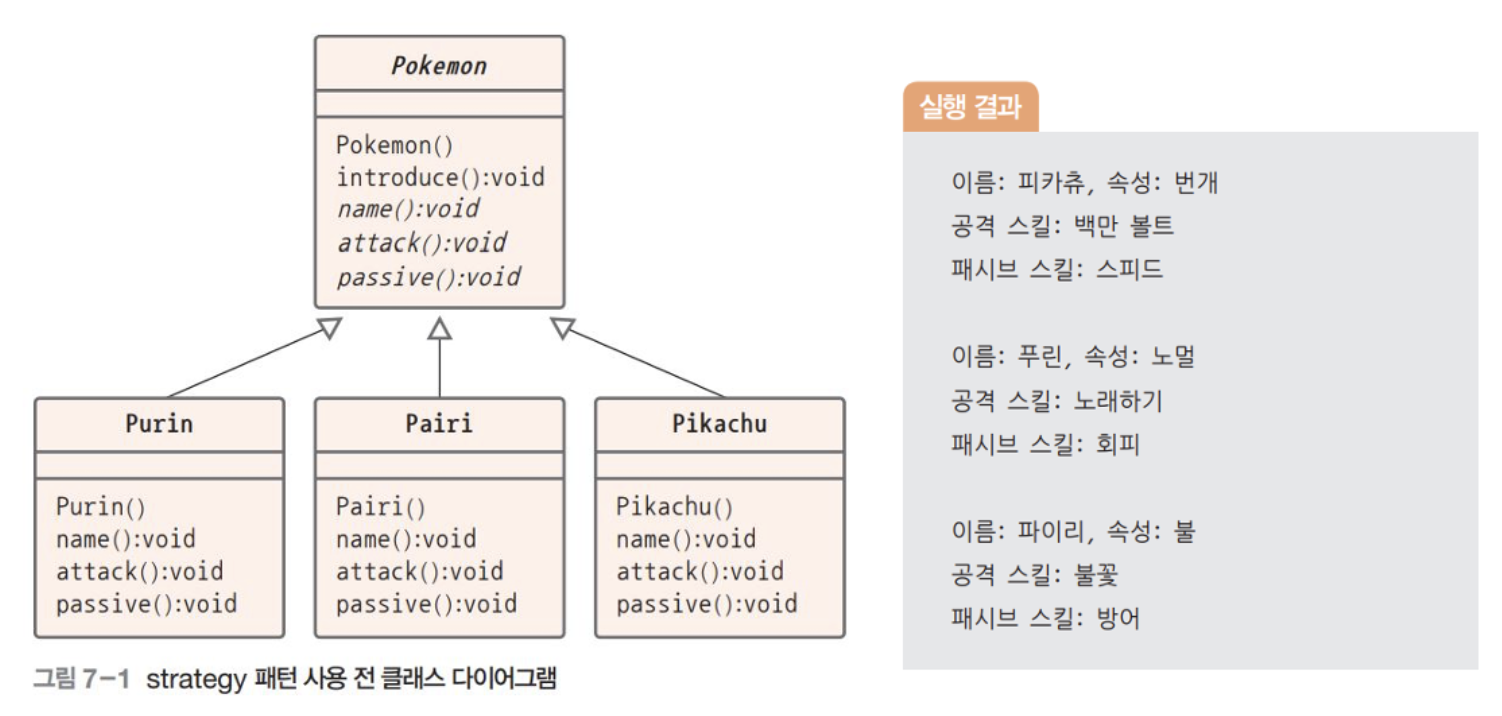 Pokemon
Pokemon()
introduce():void
name():void
attack():void
passive():void
Purin
Purin()
name():void
attack():void
passive():void
Pairi
Pairi()
name():void
attack():void
passive():void
Pikachu
Pikachu()
name():void
attack():void
passive():void
그림 7-1 strategy 패턴 사용 전 클래스 다이어그램
실행 결과
이름: 피카츄, 속성: 번개
공격 스킬: 백만 볼트
패시브 스킬: 스피드
이름: 푸린, 속성: 노멀
공격 스킬: 노래하기
패시브 스킬: 회피
이름: 파이리, 속성: 불
공격 스킬: 불꽃
패시브 스킬: 방어